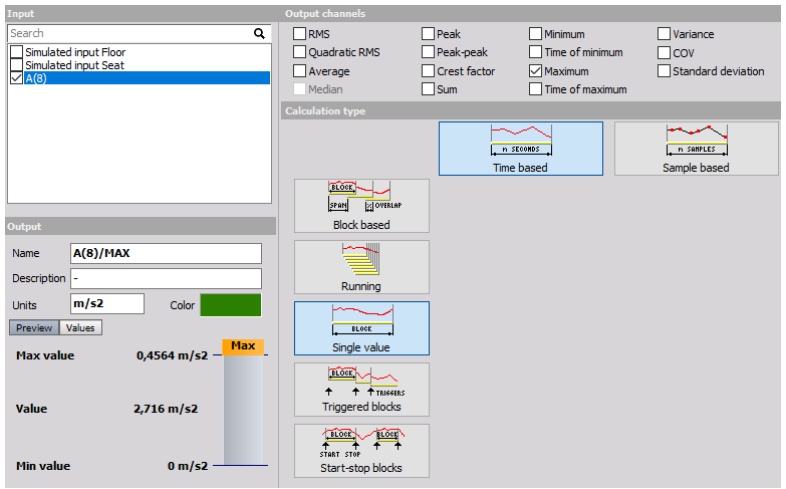 Input
Search
Simulated input Floor
Simulated input Seat
A(8)
Output
Name A(8)/MAX
Description -
Units m/s2 Color
Preview Values
Max
Max value 0,4564 m/s2
Value 2,716 m/s2
Min value 0 m/s2
Output channels
RMS Peak Minimum Variance
Quadratic RMS Peak-peak Time of minimum COV
Average Crest factor Maximum Standard deviation
Median Sum Time of maximum
Calculation type
n SECONDS
Time based
n SAMPLES
Sample based
BLOCK
SPAN % OVERLAP
Block based
Running
BLOCK
Single value
BLOCK
TRIGGERS
Triggered blocks
BLOCK BLOCK
START STOP
Start-stop blocks